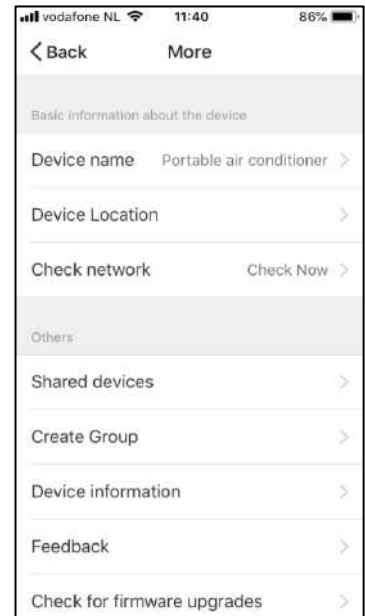 vodafone NL 11:40 86%
Back More
Basic information about the device
Device name Portable air conditioner
Device Location
Check network Check Now
Others
Shared devices
Create Group
Device information
Feedback
Check for firmware upgrades